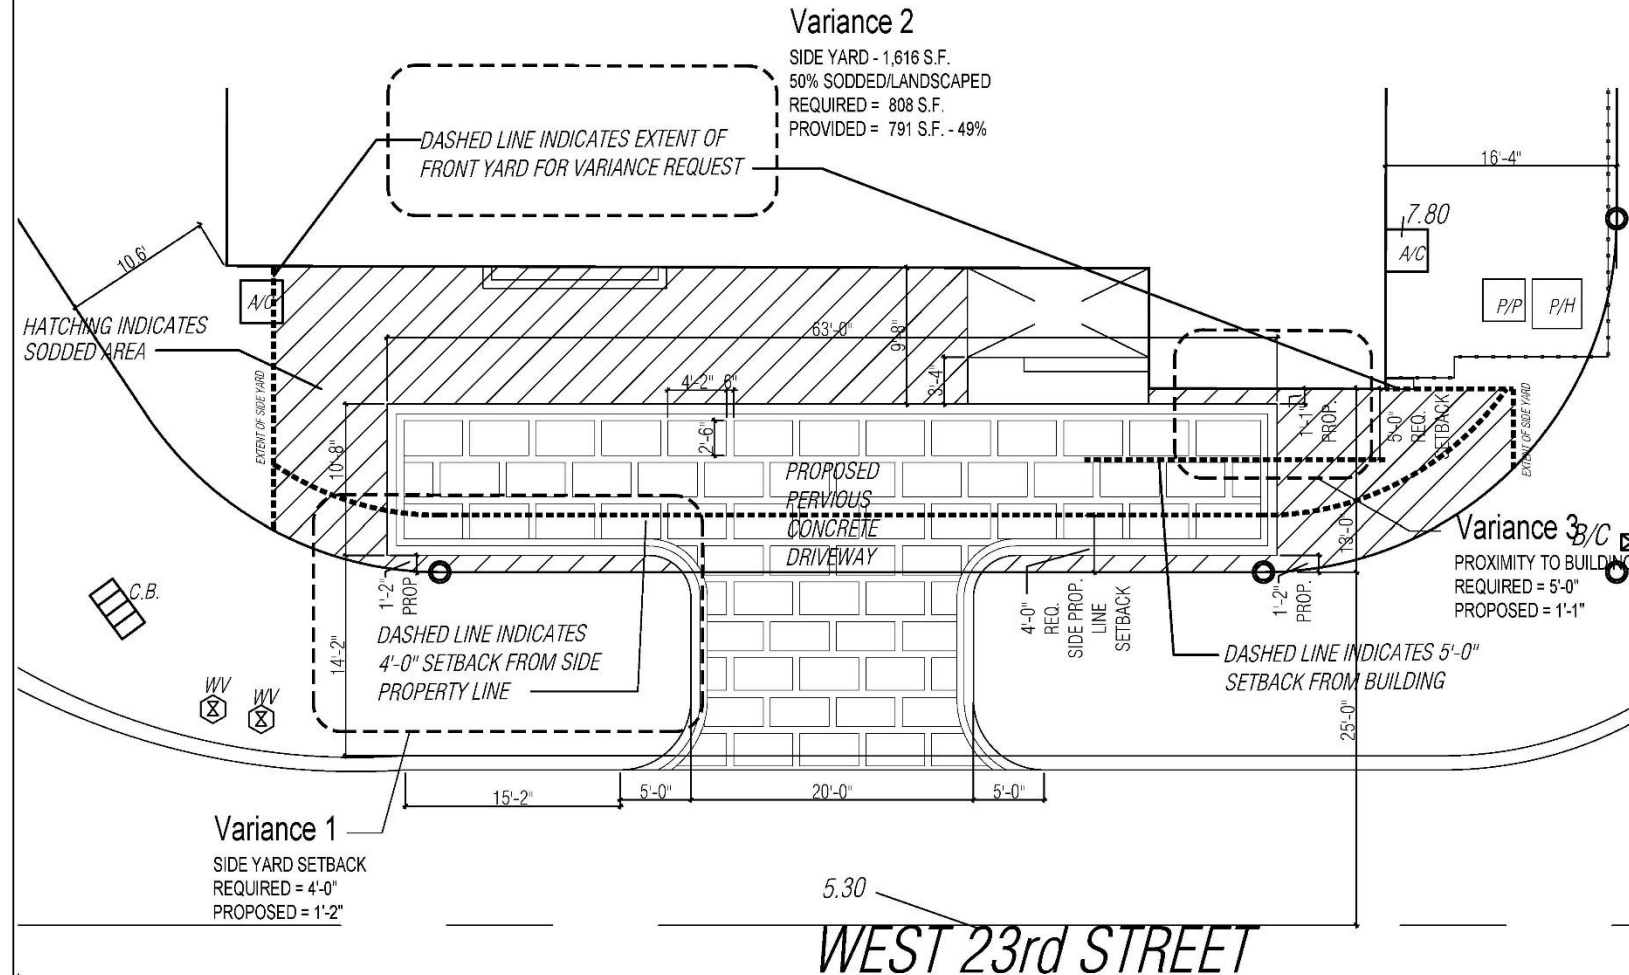 Variance 2
SIDE YARD - 1,616 S.F.
50% SODDED/LANDSCAPED
REQUIRED = 808 S.F.
PROVIDED = 791 S.F. - 49%
DASHED LINE INDICATES EXTENT OF
FRONT YARD FOR VARIANCE REQUEST
16'-4"
7.80
A/C
P/P
P/H
10.6'
A/C
HATCHING INDICATES
SODDED AREA
EXTENT OF SIDE YARD
63'-0"
9'-8"
3'-4"
4'-2"
6"
2'-6"
10'-8"
1'-1"
PROP.
5'-0"
REQ.
SETBACK
EXTENT OF SIDE YARD
PROPOSED
PERVIOUS
CONCRETE
DRIVEWAY
13'-0"
Variance 3
B/C
PROXIMITY TO BUILDING
REQUIRED = 5'-0"
PROPOSED = 1'-1"
C.B.
1'-2"
PROP.
14'-2"
DASHED LINE INDICATES
4'-0" SETBACK FROM SIDE
PROPERTY LINE
4'-0"
REQ.
SIDE PROP.
LINE
SETBACK
1'-2"
PROP.
DASHED LINE INDICATES 5'-0"
SETBACK FROM BUILDING
WV
WV
25'-0"
15'-2"
5'-0"
20'-0"
5'-0"
Variance 1
SIDE YARD SETBACK
REQUIRED = 4'-0"
PROPOSED = 1'-2"
5.30
WEST 23rd STREET